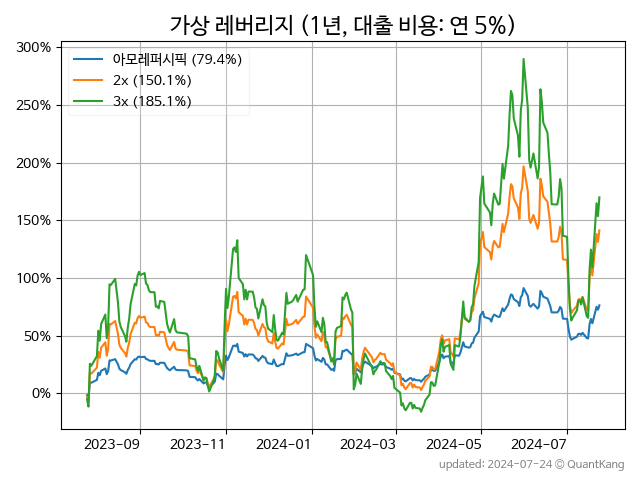 가상 레버리지 (1년, 대출 비용: 연 5%)
아모레퍼시픽 (79.4%)
2x (150.1%)
3x (185.1%)
300%
250%
200%
150%
100%
50%
0%
2023-09 2023-11 2024-01 2024-03 2024-05 2024-07
updated: 2024-07-24 © QuantKang